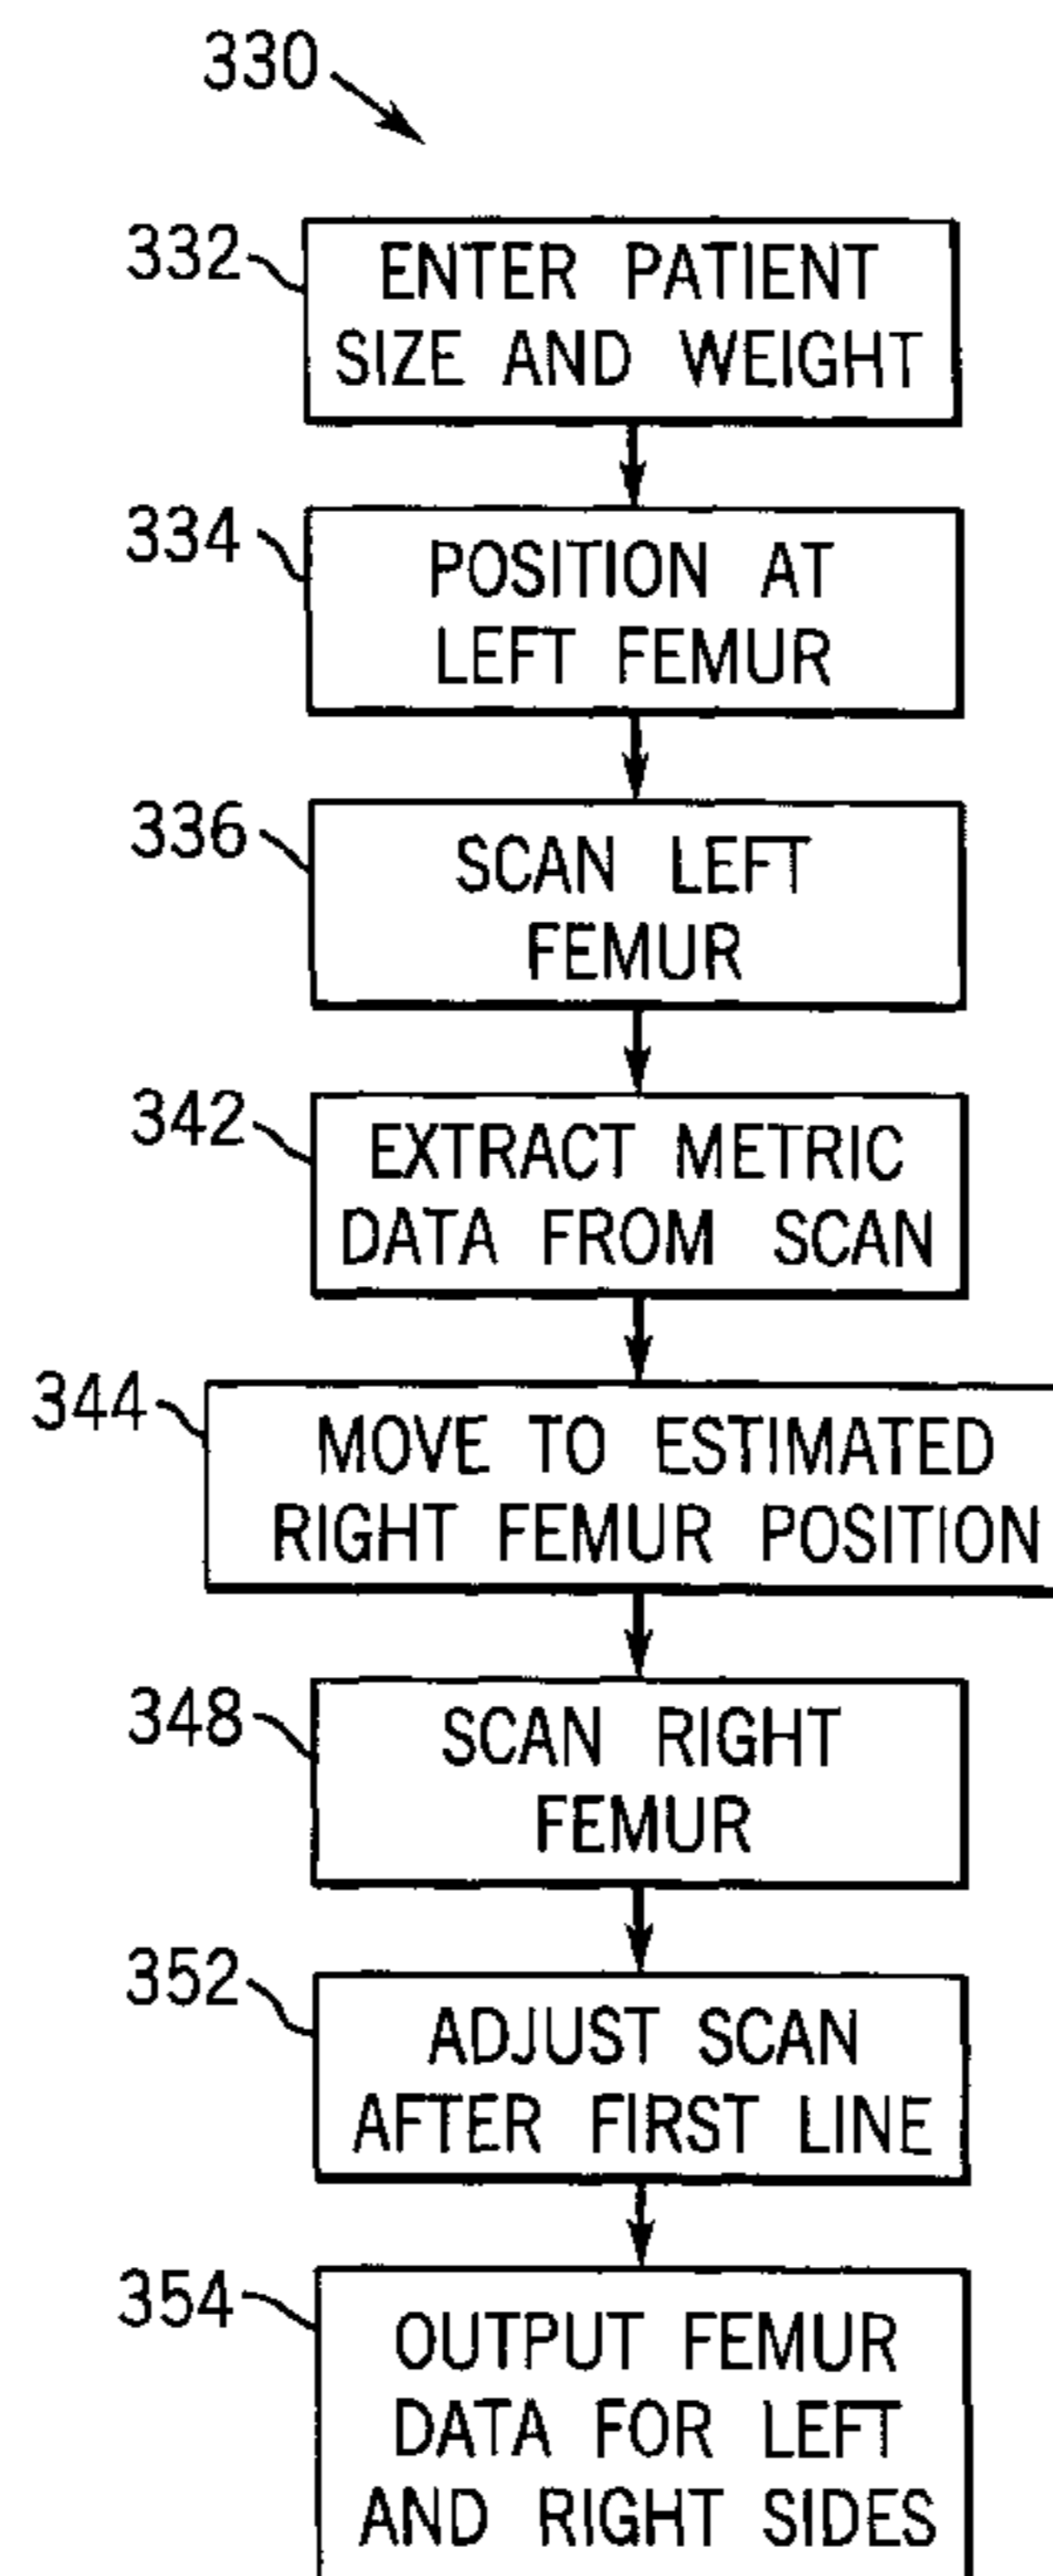 330
332
ENTER PATIENT
SIZE AND WEIGHT
334
POSITION AT
LEFT FEMUR
336
SCAN LEFT
FEMUR
342
EXTRACT METRIC
DATA FROM SCAN
344
MOVE TO ESTIMATED
RIGHT FEMUR POSITION
348
SCAN RIGHT
FEMUR
352
ADJUST SCAN
AFTER FIRST LINE
354
OUTPUT FEMUR
DATA FOR LEFT
AND RIGHT SIDES